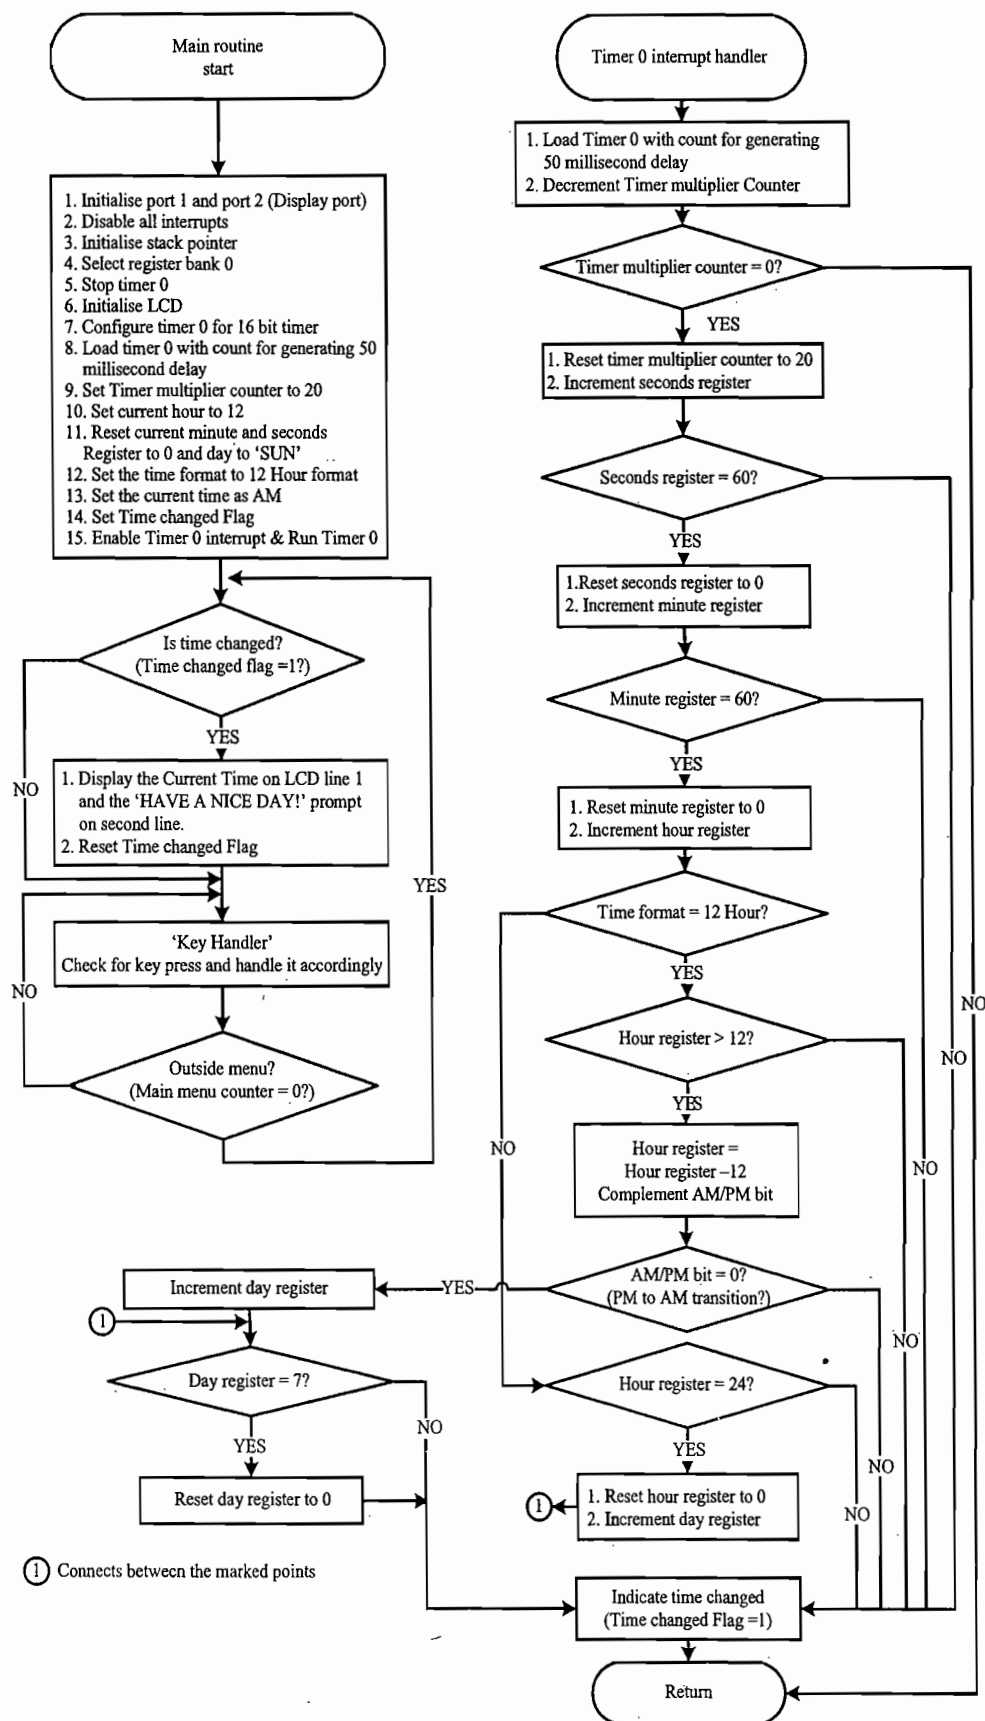 Main routine
start
1. Initialise port 1 and port 2 (Display port)
2. Disable all interrupts
3. Initialise stack pointer
4. Select register bank 0
5. Stop timer 0
6. Initialise LCD
7. Configure timer 0 for 16 bit timer
8. Load timer 0 with count for generating 50
millisecond delay
9. Set Timer multiplier counter to 20
10. Set current hour to 12
11. Reset current minute and seconds
Register to 0 and day to ‘SUN’
12. Set the time format to 12 Hour format
13. Set the current time as AM
14. Set Time changed Flag
15. Enable Timer 0 interrupt & Run Timer 0
Is time changed?
(Time changed flag =1?)
YES
NO
1. Display the Current Time on LCD line 1
and the ‘HAVE A NICE DAY!’ prompt
on second line.
2. Reset Time changed Flag
YES
‘Key Handler’
Check for key press and handle it accordingly
NO
Outside menu?
(Main menu counter = 0?)
Timer 0 interrupt handler
1. Load Timer 0 with count for generating
50 millisecond delay
2. Decrement Timer multiplier Counter
Timer multiplier counter = 0?
YES
1. Reset timer multiplier counter to 20
2. Increment seconds register
Seconds register = 60?
YES
1.Reset seconds register to 0
2. Increment minute register
Minute register = 60?
YES
1. Reset minute register to 0
2. Increment hour register
Time format = 12 Hour?
YES
NO
Hour register > 12?
NO
YES
NO
Hour register =
Hour register –12
Complement AM/PM bit
NO
AM/PM bit = 0?
(PM to AM transition?)
YES
NO
Increment day register
1
Day register = 7?
NO
YES
Reset day register to 0
Hour register = 24?
YES
NO
1. Reset hour register to 0
2. Increment day register
1
NO
1 Connects between the marked points
Indicate time changed
(Time changed Flag =1)
Return